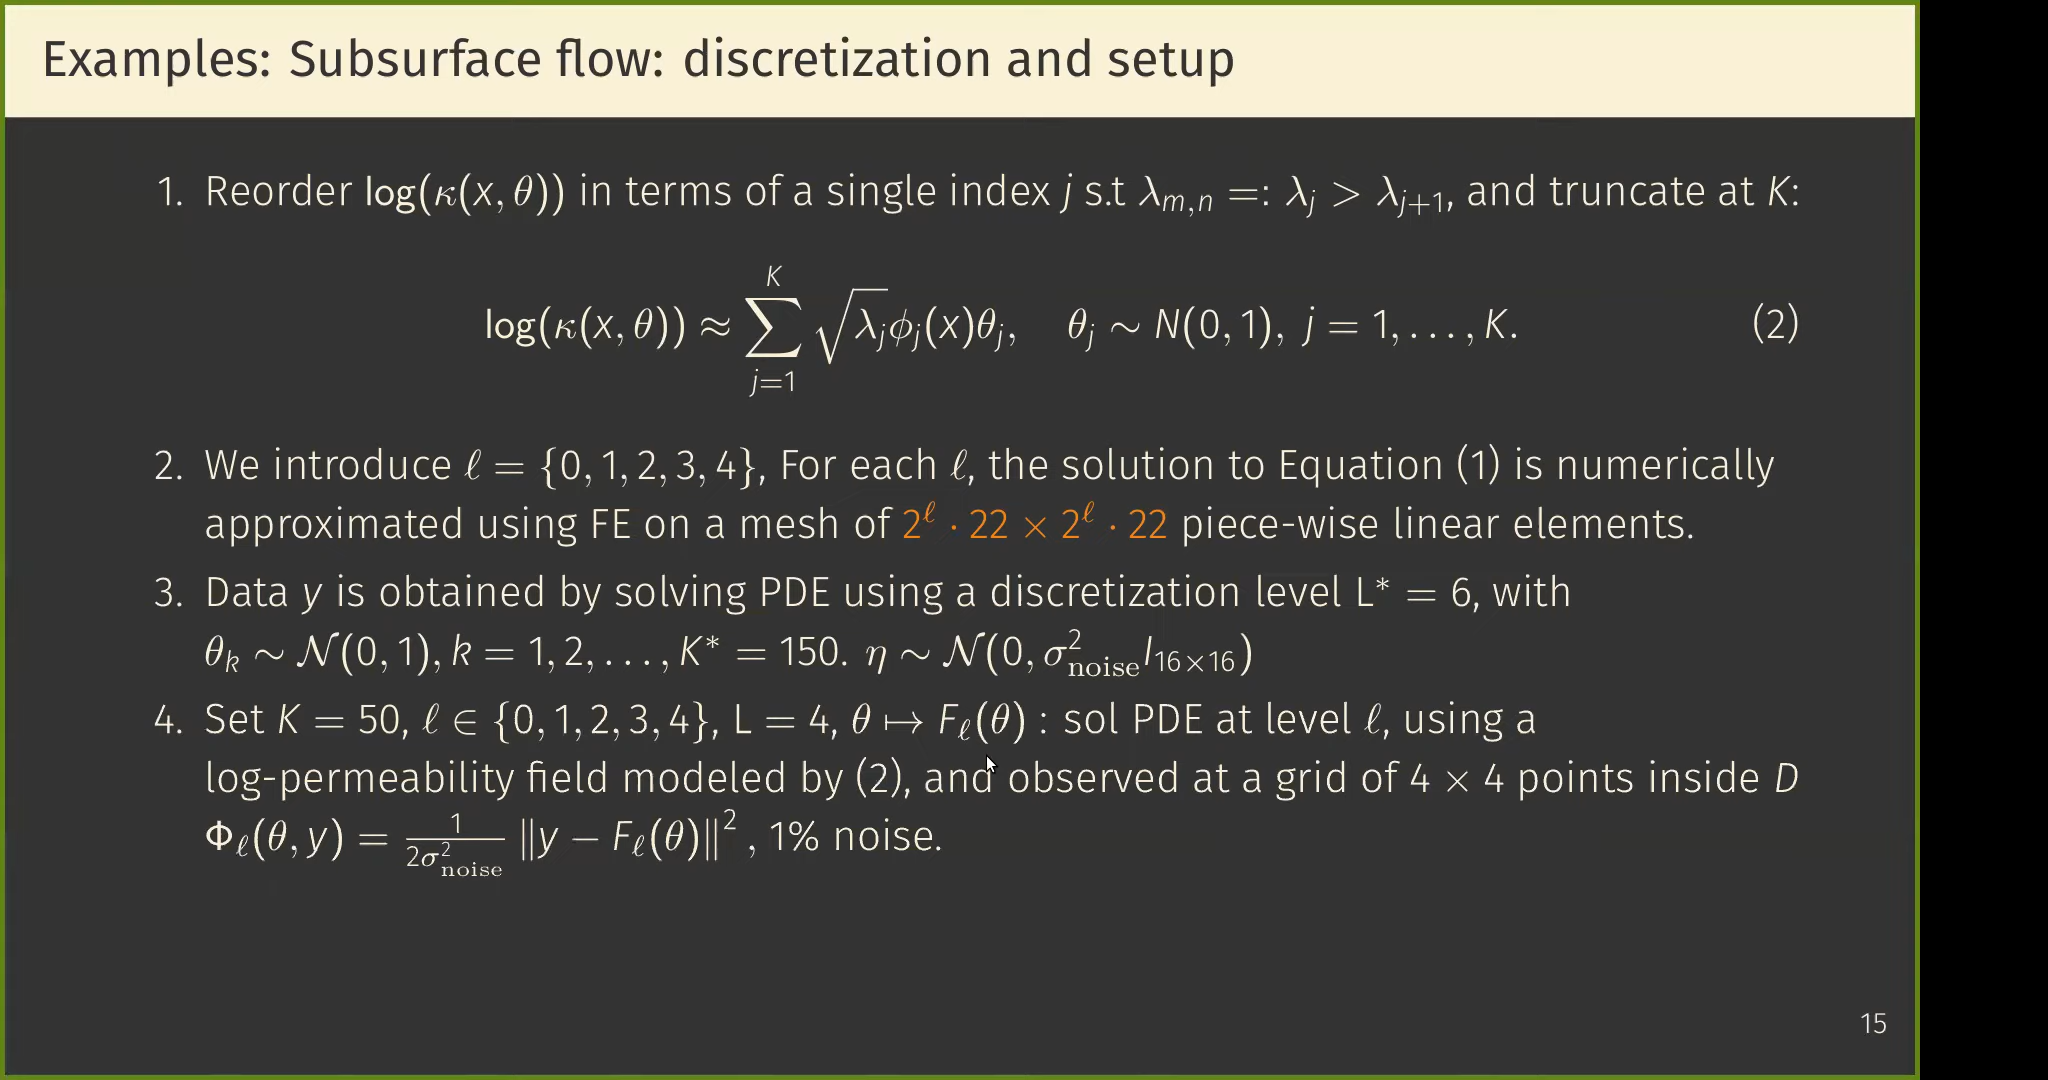 Examples: Subsurface flow: discretization and setup
1. Reorder log(κ(x, θ)) in terms of a single index j s.t λ_{m,n} =: λ_j > λ_{j+1}, and truncate at K:
log(κ(x, θ)) ≈ ∑_{j=1}^{K} √λ_j φ_j(x)θ_j, θ_j ∼ N(0, 1), j = 1, . . . , K. (2)
2. We introduce ℓ = {0, 1, 2, 3, 4}, For each ℓ, the solution to Equation (1) is numerically
approximated using FE on a mesh of 2^ℓ · 22 × 2^ℓ · 22 piece-wise linear elements.
3. Data y is obtained by solving PDE using a discretization level L* = 6, with
θ_k ∼ 𝒩(0, 1), k = 1, 2, . . . , K* = 150. η ∼ 𝒩(0, σ²_{noise} I_{16×16})
4. Set K = 50, ℓ ∈ {0, 1, 2, 3, 4}, L = 4, θ ↦ F_ℓ(θ) : sol PDE at level ℓ, using a
log-permeability field modeled by (2), and observed at a grid of 4 × 4 points inside D
Φ_ℓ(θ, y) = \frac{1}{2σ²_{noise}} ‖y − F_ℓ(θ)‖², 1% noise.
15